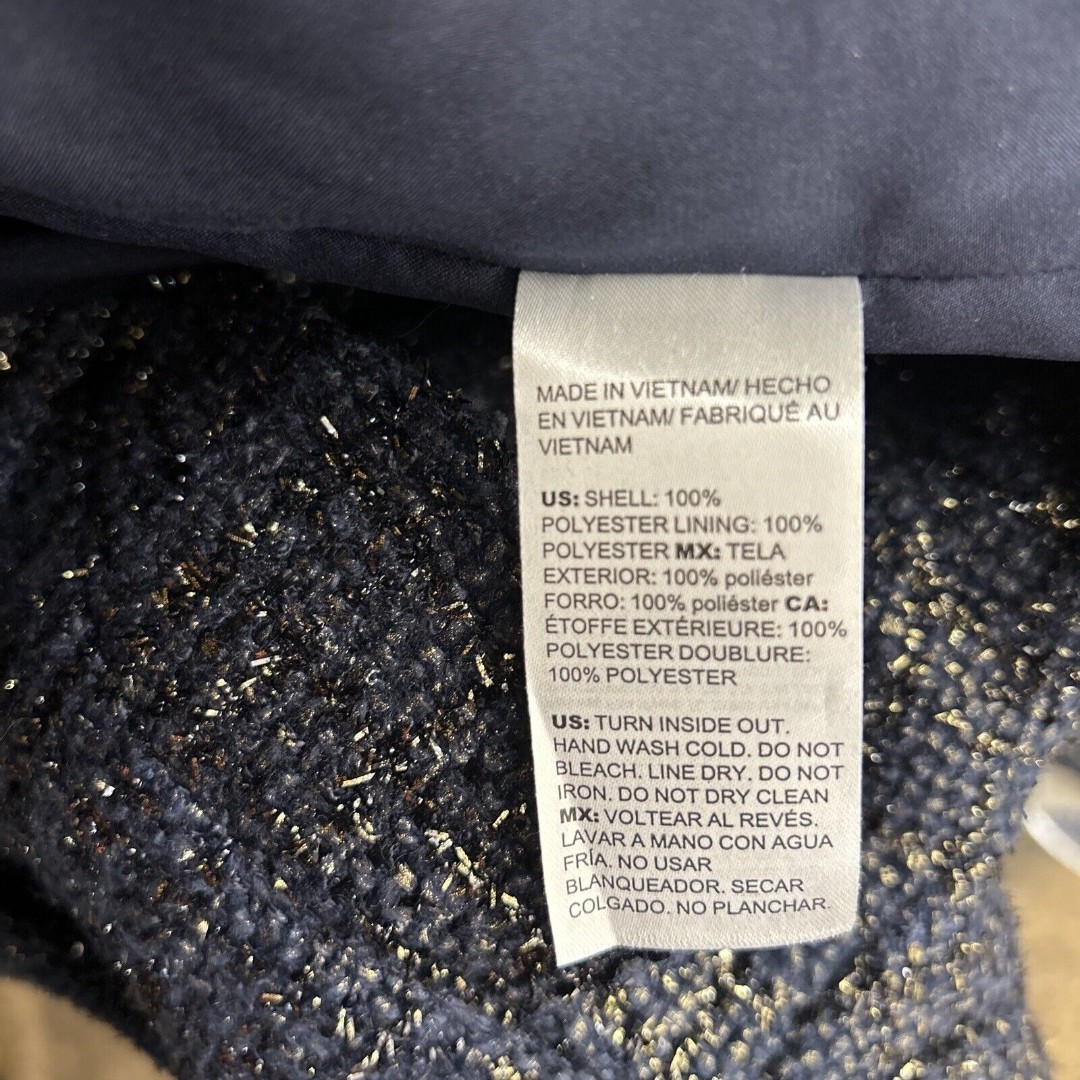 MADE IN VIETNAM/ HECHO
EN VIETNAM/ FABRIQUÉ AU
VIETNAM
US: SHELL: 100%
POLYESTER LINING: 100%
POLYESTER MX: TELA
EXTERIOR: 100% poliéster
FORRO: 100% poliéster CA:
ÉTOFFE EXTÉRIEURE: 100%
POLYESTER DOUBLURE:
100% POLYESTER
US: TURN INSIDE OUT.
HAND WASH COLD. DO NOT
BLEACH. LINE DRY. DO NOT
IRON. DO NOT DRY CLEAN
MX: VOLTEAR AL REVÉS.
LAVAR A MANO CON AGUA
FRÍA. NO USAR
BLANQUEADOR. SECAR
COLGADO. NO PLANCHAR.